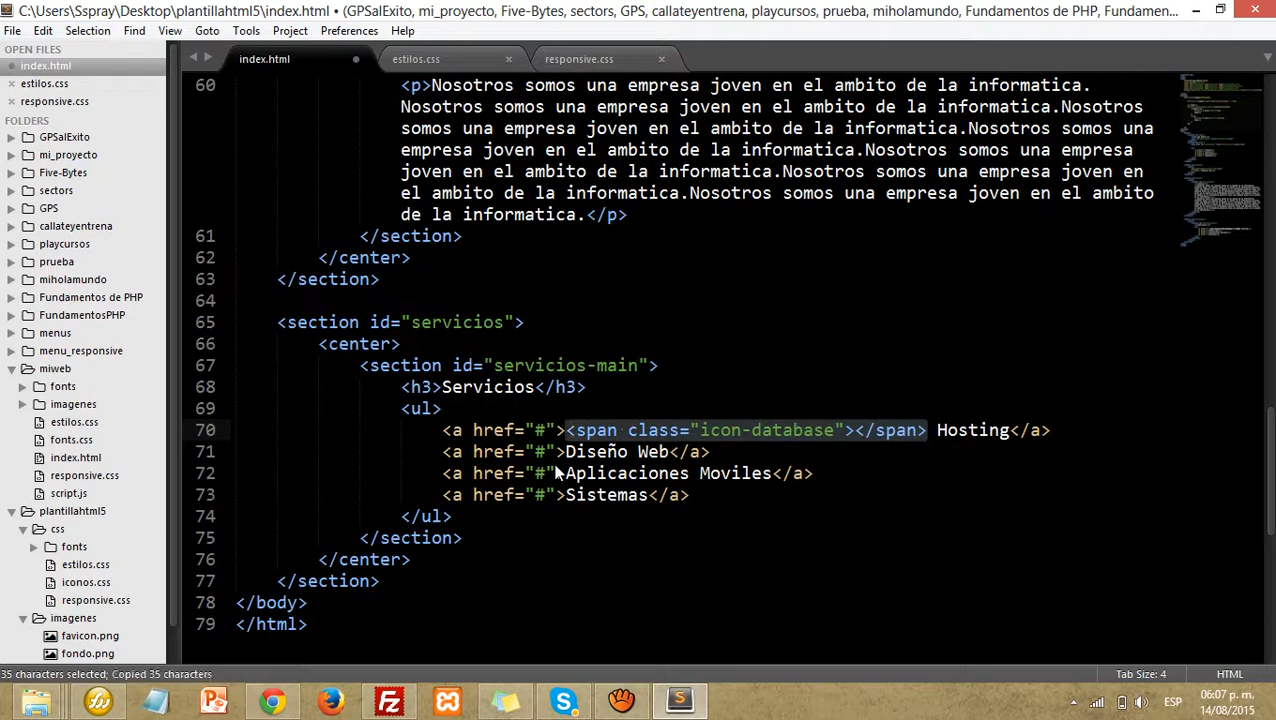 C:\Users\Sspray\Desktop\plantillahtml5\index.html • (GPSalExito, mi_proyecto, Five-Bytes, sectors, GPS, callateyentrena, playcursos, prueba, miholamundo, Fundamentos de PHP, Fundamen...
File Edit Selection Find View Goto Tools Project Preferences Help
OPEN FILES
index.html
estilos.css
responsive.css
FOLDERS
GPSalExito
mi_proyecto
Five-Bytes
sectors
GPS
callateyentrena
playcursos
prueba
miholamundo
Fundamentos de PHP
FundamentosPHP
menus
menu_responsive
miweb
fonts
imagenes
estilos.css
fonts.css
index.html
responsive.css
script.js
plantillahtml5
css
fonts
estilos.css
iconos.css
responsive.css
imagenes
favicon.png
fondo.png
index.html estilos.css responsive.css
60 <p>Nosotros somos una empresa joven en el ambito de la informatica.
Nosotros somos una empresa joven en el ambito de la informatica.Nosotros
somos una empresa joven en el ambito de la informatica.Nosotros somos una
empresa joven en el ambito de la informatica.Nosotros somos una empresa
joven en el ambito de la informatica.Nosotros somos una empresa joven en
el ambito de la informatica.Nosotros somos una empresa joven en el ambito
de la informatica.</p>
61 </section>
62 </center>
63 </section>
64
65 <section id="servicios">
66 <center>
67 <section id="servicios-main">
68 <h3>Servicios</h3>
69 <ul>
70 <a href="#"><span class="icon-database"></span> Hosting</a>
71 <a href="#">Diseño Web</a>
72 <a href="#">Aplicaciones Moviles</a>
73 <a href="#">Sistemas</a>
74 </ul>
75 </section>
76 </center>
77 </section>
78 </body>
79 </html>
35 characters selected; Copied 35 characters Tab Size: 4 HTML
ESP 06:07 p.m.
14/08/2015